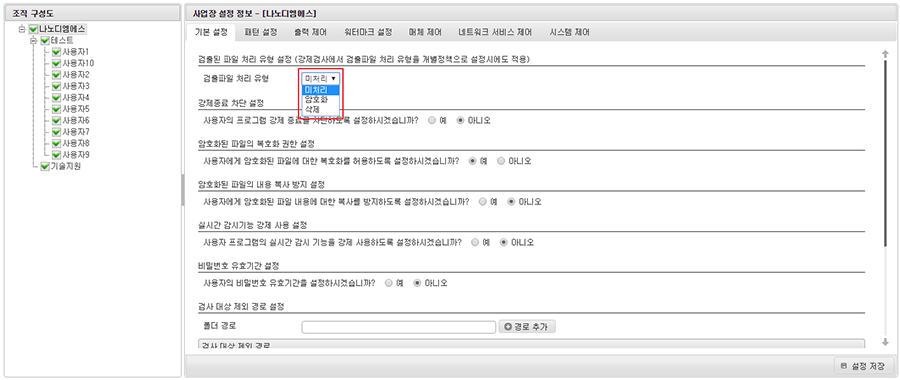 조직 구성도
나노디엠에스
테스트
사용자1
사용자10
사용자2
사용자3
사용자4
사용자5
사용자6
사용자7
사용자8
사용자9
기술지원
사업장 설정 정보 - [나노디엠에스]
기본 설정 패턴 설정 출력 제어 워터마크 설정 매체 제어 네트워크 서비스 제어 시스템 제어
검출된 파일 처리 유형 설정 (강제검사에서 검출파일 처리 유형을 개별정책으로 설정시에도 적용)
검출파일 처리 유형 미처리
미처리
암호화
삭제
강제종료 차단 설정
사용자의 프로그램 강제 종료를 차단하도록 설정하시겠습니까? 예 아니오
암호화된 파일의 복호화 권한 설정
사용자에게 암호화된 파일에 대한 복호화를 허용하도록 설정하시겠습니까? 예 아니오
암호화된 파일의 내용 복사 방지 설정
사용자에게 암호화된 파일 내용에 대한 복사를 방지하도록 설정하시겠습니까? 예 아니오
실시간 감시기능 강제 사용 설정
사용자 프로그램의 실시간 감시 기능을 강제 사용하도록 설정하시겠습니까? 예 아니오
비밀번호 유효기간 설정
사용자의 비밀번호 유효기간을 설정하시겠습니까? 예 아니오
검사 대상 제외 경로 설정
폴더 경로 경로 추가
검사 대상 제외 경로
설정 저장